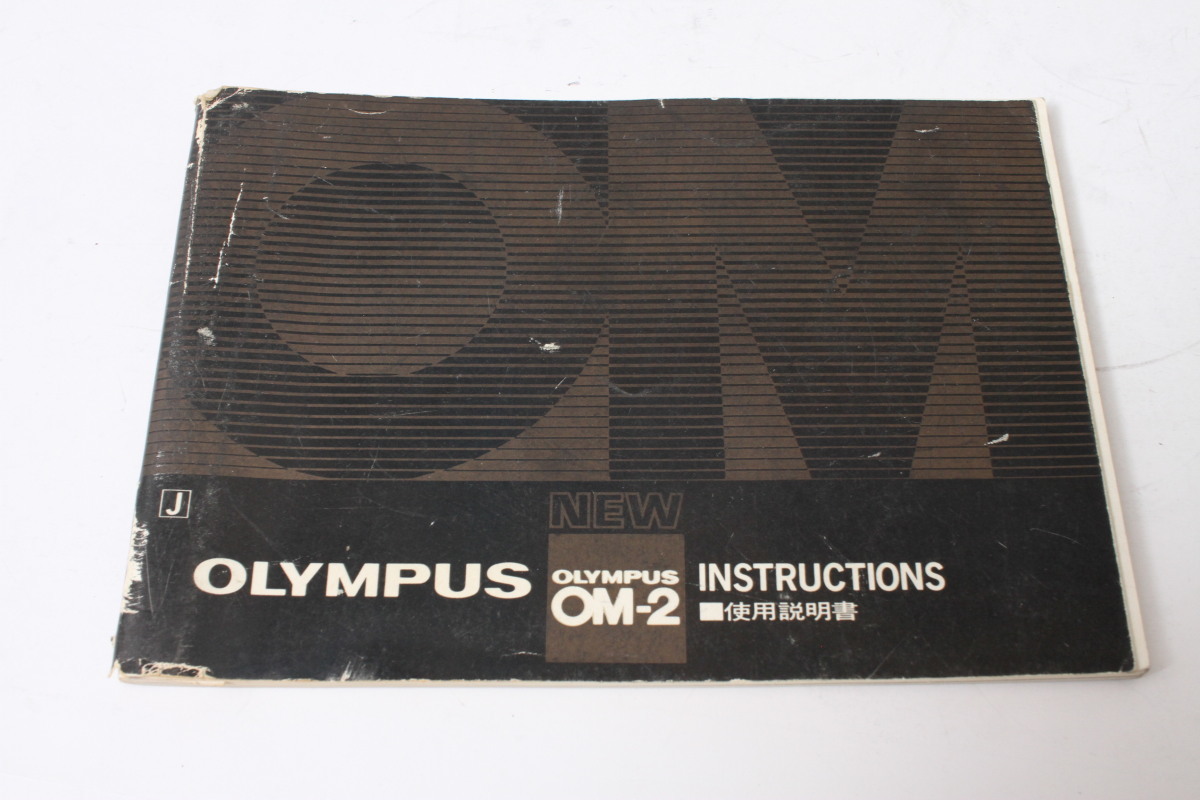 OM
J
NEW
OLYMPUS
OLYMPUS
OM-2
INSTRUCTIONS
■使用説明書